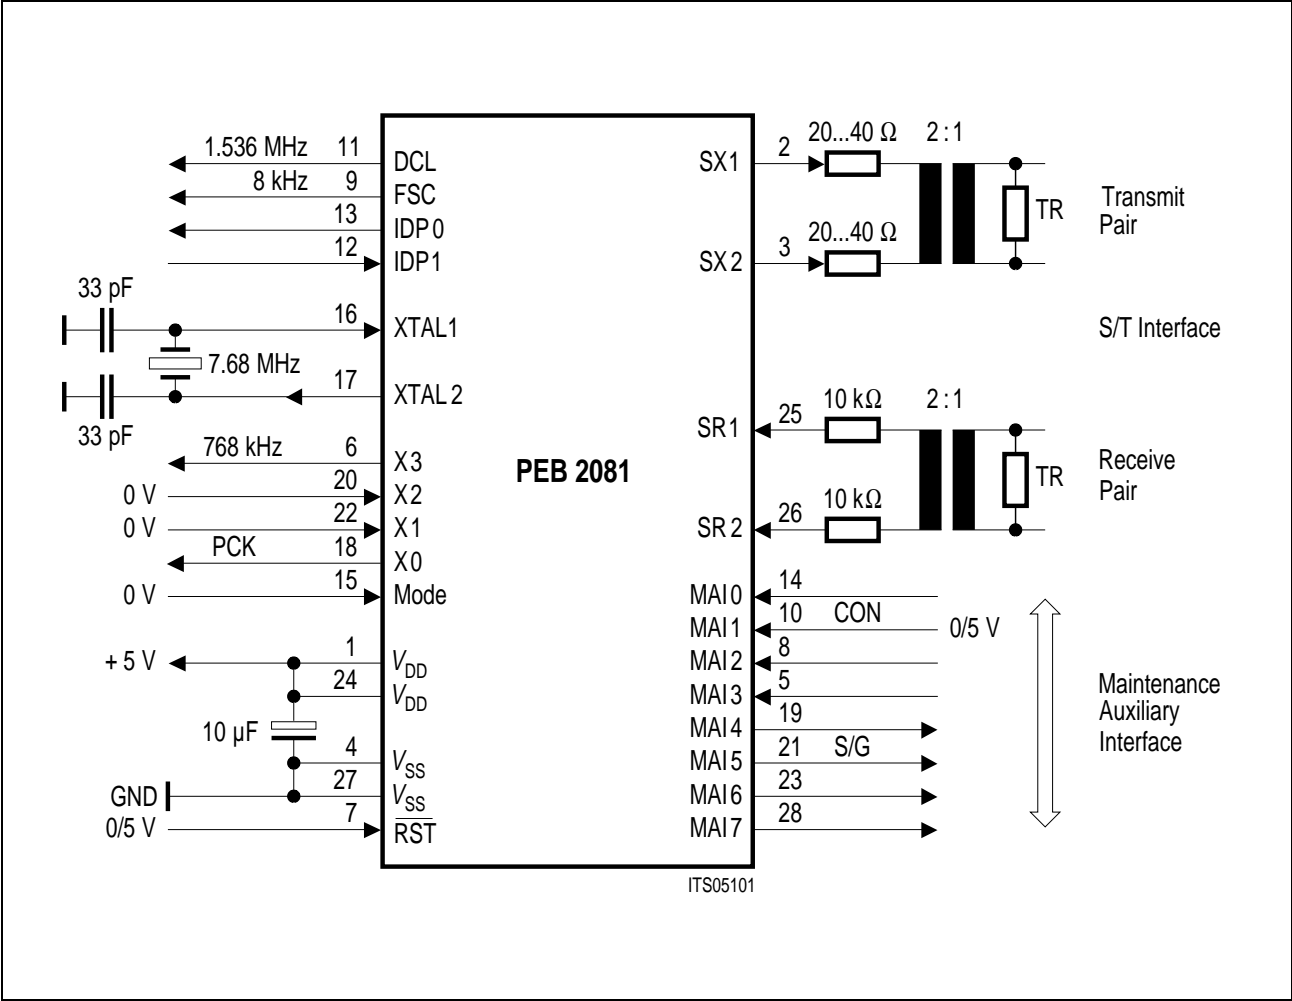 1.536 MHz 11 DCL
8 kHz 9 FSC
13 IDP0
12 IDP1
33 pF
16 XTAL1
7.68 MHz
17 XTAL2
33 pF
768 kHz 6 X3
0 V 20 X2
0 V 22 X1
PCK 18 X0
0 V 15 Mode
+ 5 V 1 VDD
24 VDD
10 µF
4 VSS
GND 27 VSS
0/5 V 7 RST
PEB 2081
SX1 2 20...40 Ω 2 : 1
TR
SX2 3 20...40 Ω
Transmit
Pair
S/T Interface
SR1 25 10 kΩ 2 : 1
TR
SR2 26 10 kΩ
Receive
Pair
MAI0 14
MAI1 10 CON 0/5 V
MAI2 8
MAI3 5
MAI4 19
MAI5 21 S/G
MAI6 23
MAI7 28
Maintenance
Auxiliary
Interface
ITS05101